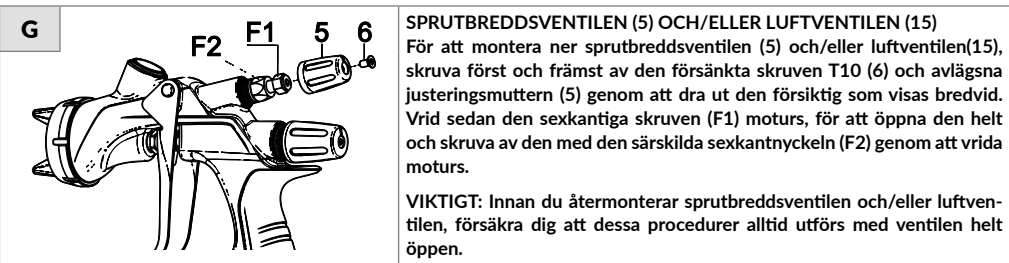 G
F2
F1
5
6
SPRUTBREDDSVENTILEN (5) OCH/ELLER LUFTVENTILEN (15)
För att montera ner sprutbreddsventilen (5) och/eller luftventilen(15),
skruva först och främst av den försänkta skruven T10 (6) och avlägsna
justeringsmuttern (5) genom att dra ut den försiktig som visas bredvid.
Vrid sedan den sexkantiga skruven (F1) moturs, för att öppna den helt
och skruva av den med den särskilda sexkantnyckeln (F2) genom att vrida
moturs.
VIKTIGT: Innan du återmonterar sprutbreddsventilen och/eller luftven-
tilen, försäkra dig att dessa procedurer alltid utförs med ventilen helt
öppen.